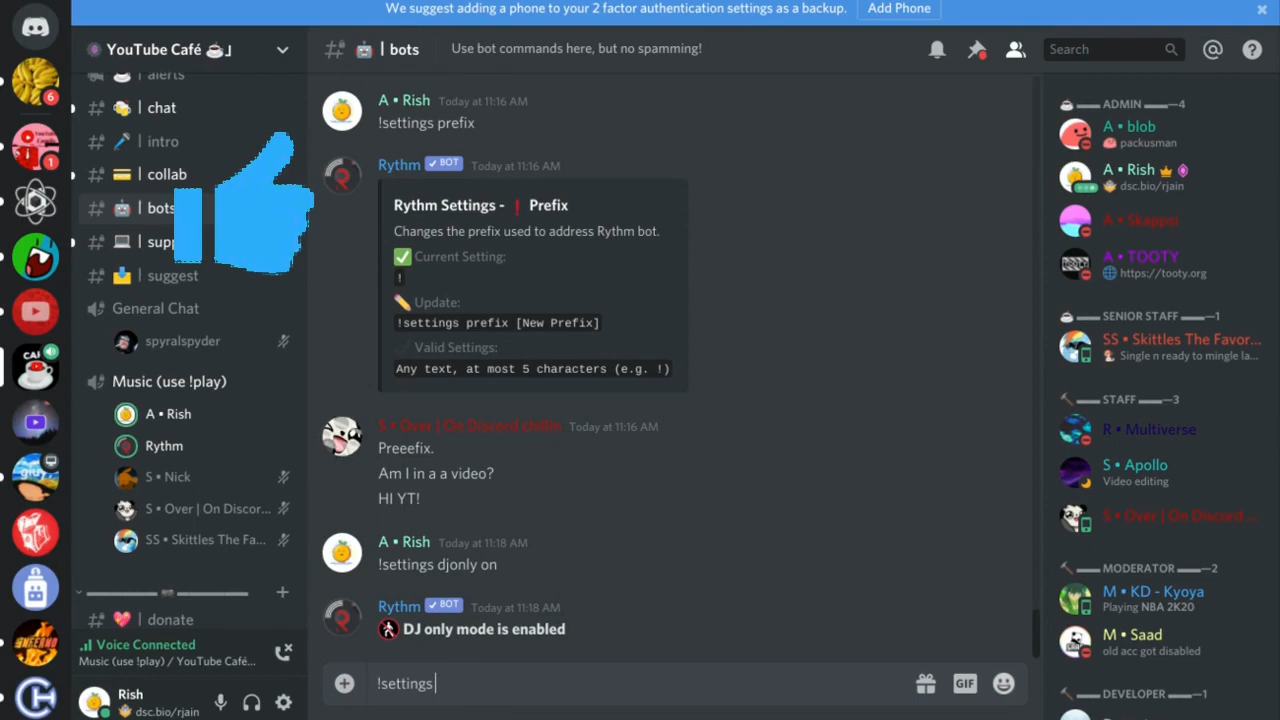 We suggest adding a phone to your 2 factor authentication settings as a backup.
Add Phone
YouTube Café
| bots
Use bot commands here, but no spamming!
Search
| alerts
| chat
| intro
| collab
| bots
| supp
| suggest
General Chat
spyralspyder
Music (use !play)
A • Rish
Rythm
S • Nick
S • Over | On Discor...
SS • Skittles The Fa...
| donate
Voice Connected
Music (use !play) / YouTube Café...
Rish
dsc.bio/rjain
6
1
CAF
giuy
INFERNO
A • Rish Today at 11:16 AM
!settings prefix
Rythm BOT Today at 11:16 AM
Rythm Settings - ❗ Prefix
Changes the prefix used to address Rythm bot.
Current Setting:
!
Update:
!settings prefix [New Prefix]
Valid Settings:
Any text, at most 5 characters (e.g. !)
S • Over | On Discord chillin Today at 11:16 AM
Preeefix.
Am I in a a video?
HI YT!
A • Rish Today at 11:18 AM
!settings djonly on
Rythm BOT Today at 11:18 AM
DJ only mode is enabled
!settings
GIF
ADMIN —4
A • blob
packusman
A • Rish
dsc.bio/rjain
A • Skappsi
A • TOOTY
https://tooty.org
SENIOR STAFF —1
SS • Skittles The Favor...
Single n ready to mingle la...
STAFF —3
R • Multiverse
S • Apollo
Video editing
S • Over | On Discord ...
MODERATOR —2
M • KD - Kyoya
Playing NBA 2K20
M • Saad
old acc got disabled
DEVELOPER —1